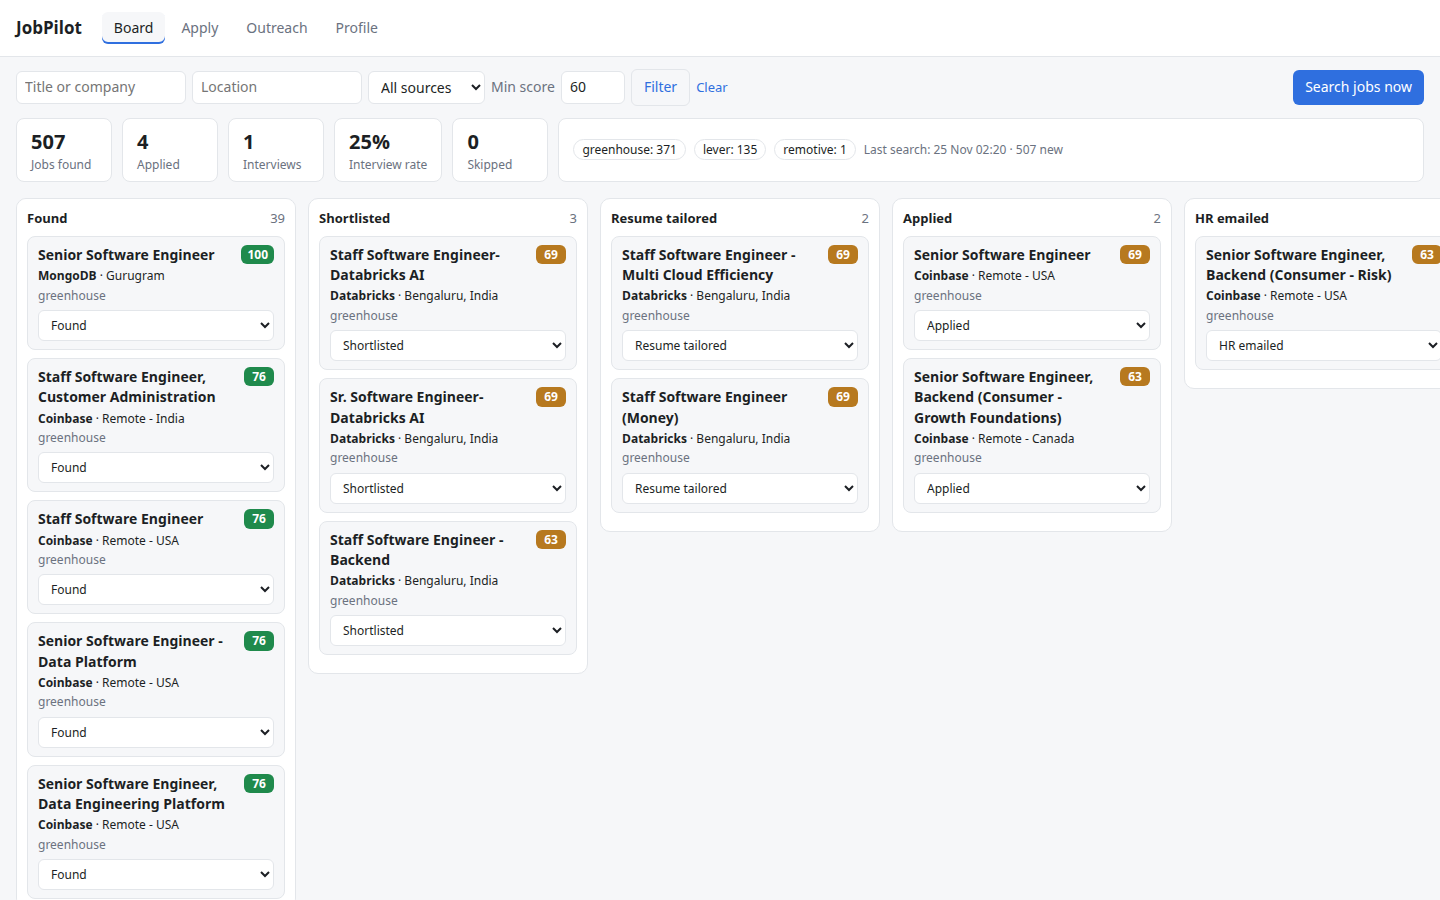 JobPilot Board Apply Outreach Profile
Title or company Location All sources Min score 60 Filter Clear Search jobs now
507
Jobs found
4
Applied
1
Interviews
25%
Interview rate
0
Skipped
greenhouse: 371 lever: 135 remotive: 1 Last search: 25 Nov 02:20 · 507 new
Found 39
Senior Software Engineer 100
MongoDB · Gurugram
greenhouse
Found
Staff Software Engineer, 76
Customer Administration
Coinbase · Remote - India
greenhouse
Found
Staff Software Engineer 76
Coinbase · Remote - USA
greenhouse
Found
Senior Software Engineer - 76
Data Platform
Coinbase · Remote - USA
greenhouse
Found
Senior Software Engineer, 76
Data Engineering Platform
Coinbase · Remote - USA
greenhouse
Found
Shortlisted 3
Staff Software Engineer- 69
Databricks AI
Databricks · Bengaluru, India
greenhouse
Shortlisted
Sr. Software Engineer- 69
Databricks AI
Databricks · Bengaluru, India
greenhouse
Shortlisted
Staff Software Engineer - 63
Backend
Databricks · Bengaluru, India
greenhouse
Shortlisted
Resume tailored 2
Staff Software Engineer - 69
Multi Cloud Efficiency
Databricks · Bengaluru, India
greenhouse
Resume tailored
Staff Software Engineer 69
(Money)
Databricks · Bengaluru, India
greenhouse
Resume tailored
Applied 2
Senior Software Engineer 69
Coinbase · Remote - USA
greenhouse
Applied
Senior Software Engineer, 63
Backend (Consumer -
Growth Foundations)
Coinbase · Remote - Canada
greenhouse
Applied
HR emailed
Senior Software Engineer, 63
Backend (Consumer - Risk)
Coinbase · Remote - USA
greenhouse
HR emailed